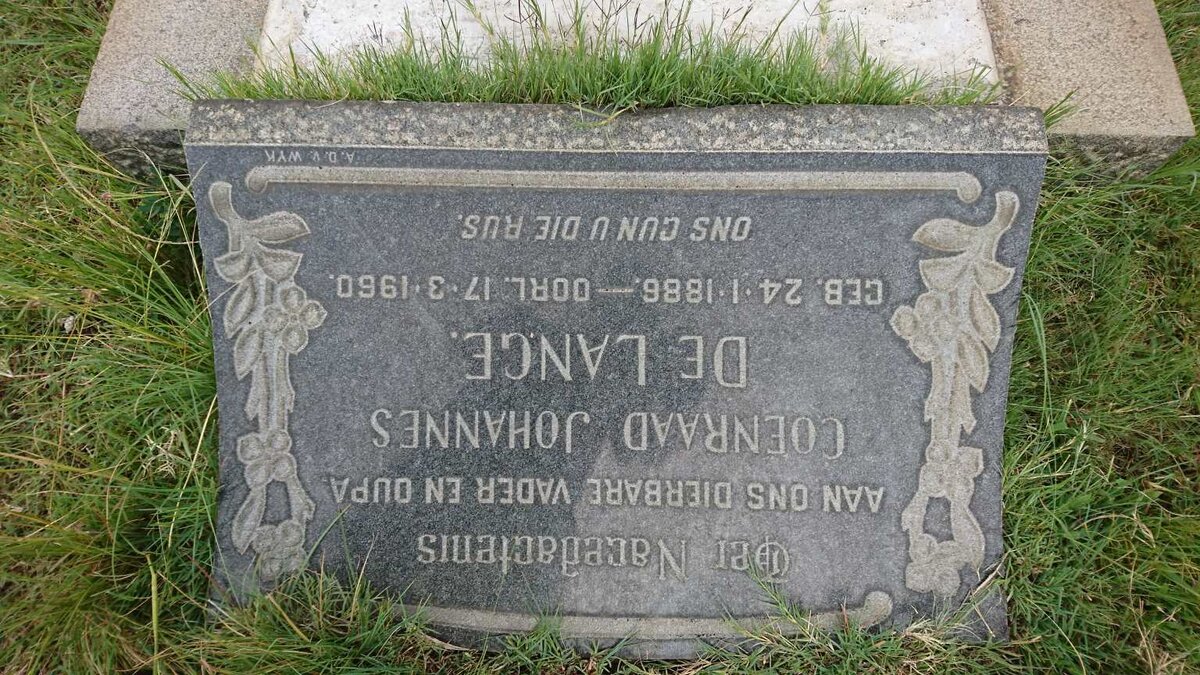 Ter Nagedagtenis
AAN ONS DIERBARE VADER EN OUPA
COENRAAD JOHANNES
DE LANGE.
GEB. 24·1·1886.—OORL. 17·3·1960.
ONS GUN U DIE RUS.
A.D. v. WYK